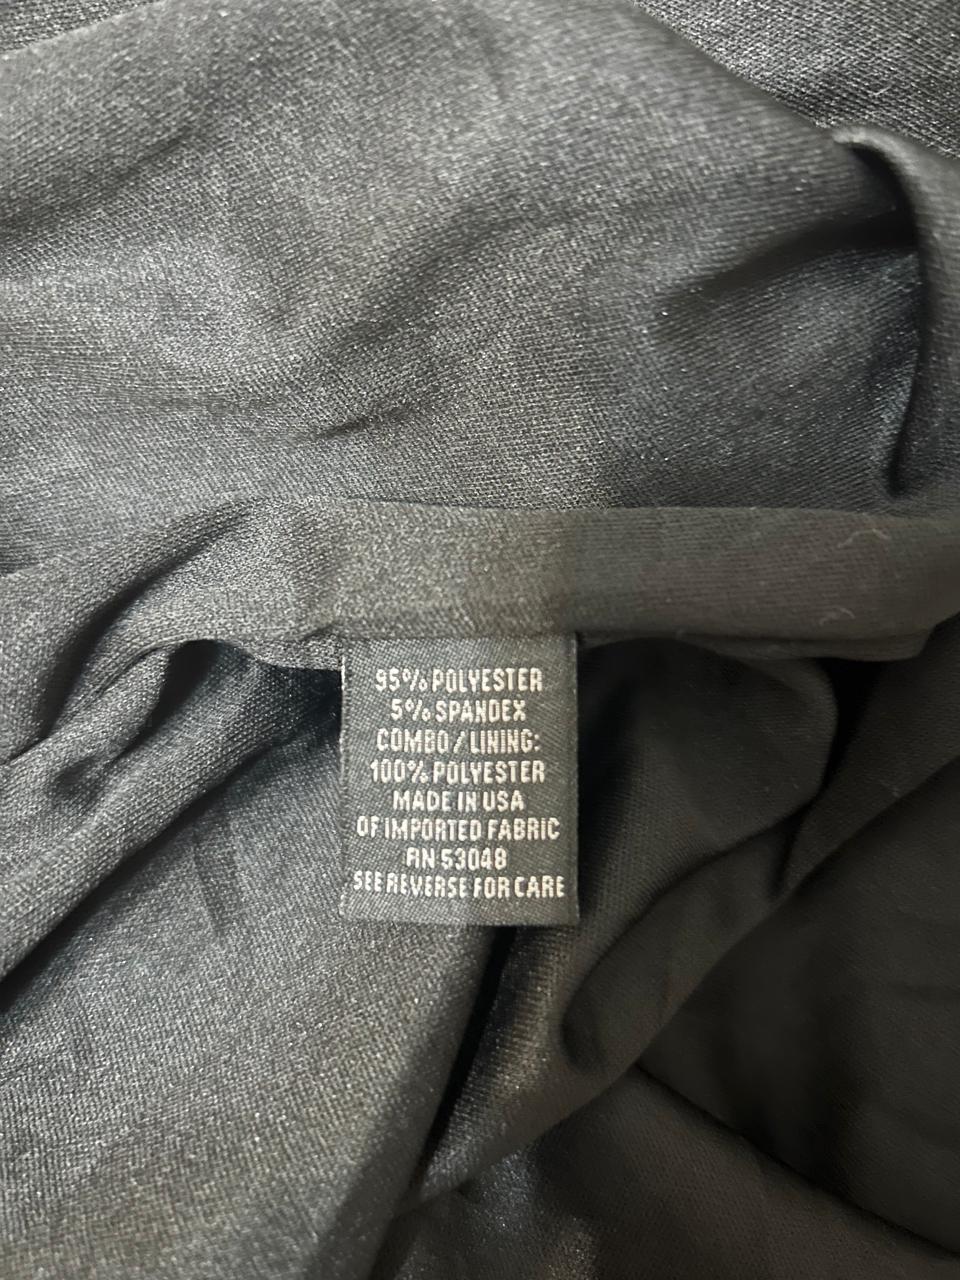 95% POLYESTER
5% SPANDEX
COMBO / LINING:
100% POLYESTER
MADE IN USA
OF IMPORTED FABRIC
RN 53048
SEE REVERSE FOR CARE